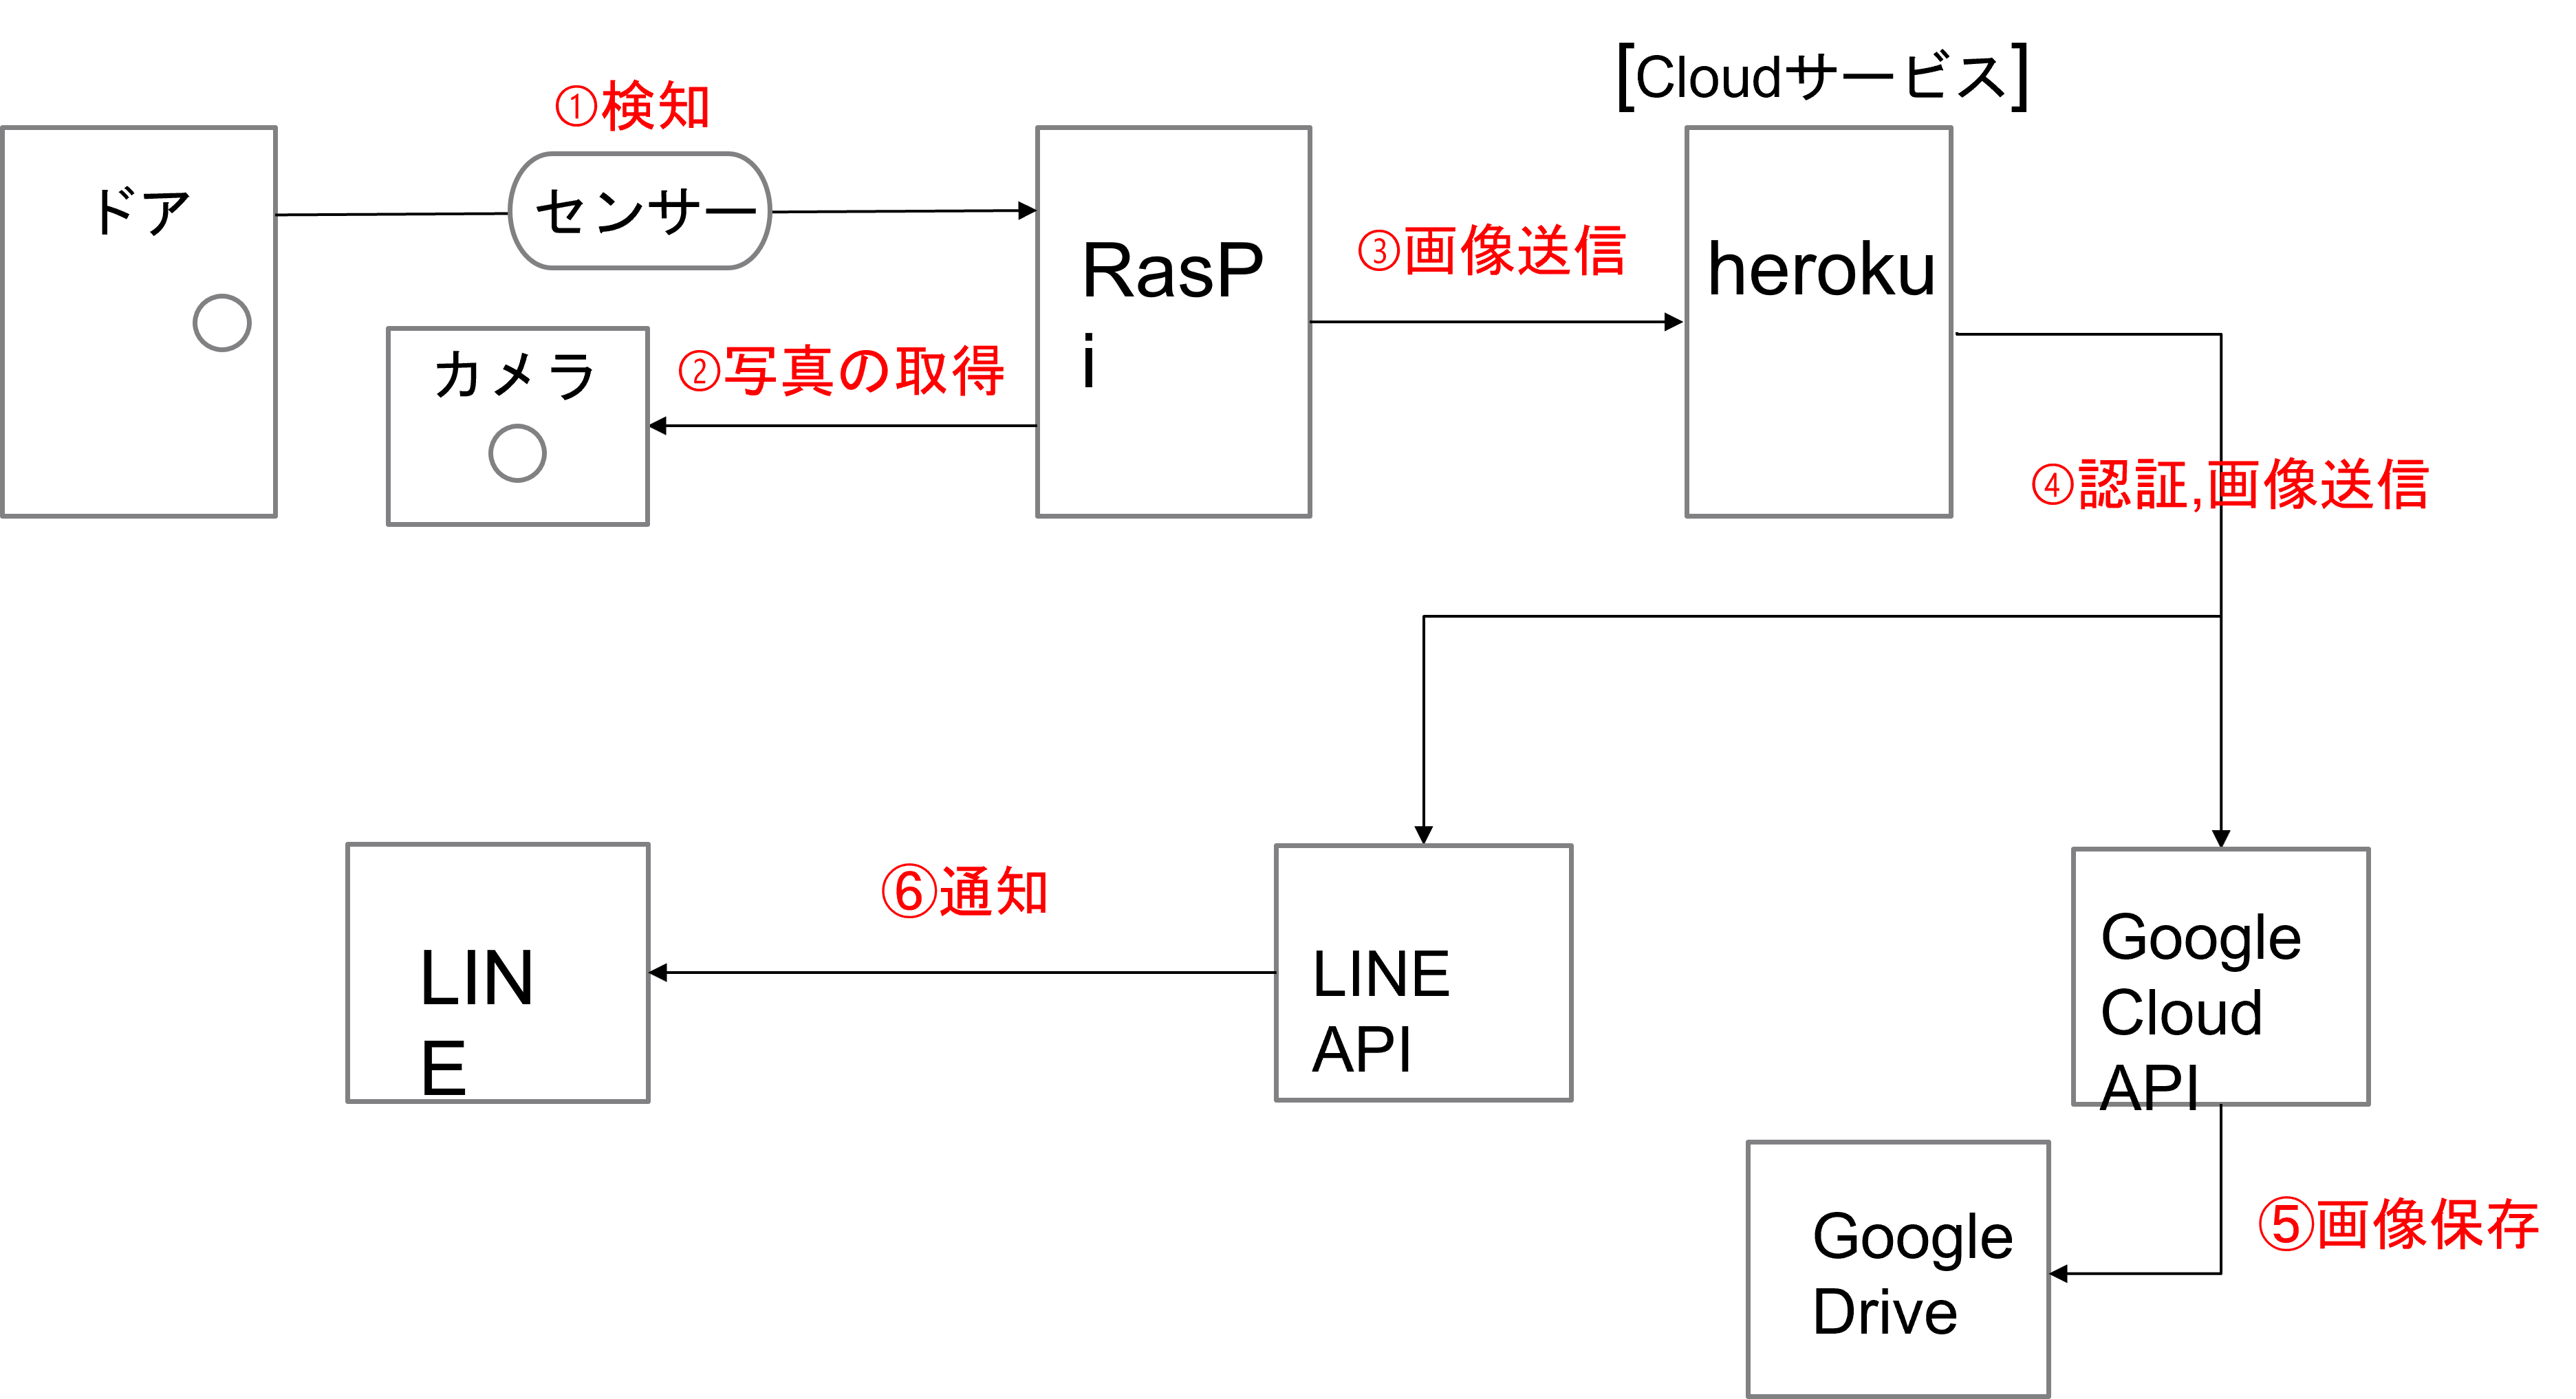 [Cloudサービス]
①検知
ドア
センサー
RasP
i
③画像送信
heroku
カメラ
②写真の取得
④認証,画像送信
⑥通知
LIN
E
LINE
API
Google
Cloud
API
⑤画像保存
Google
Drive